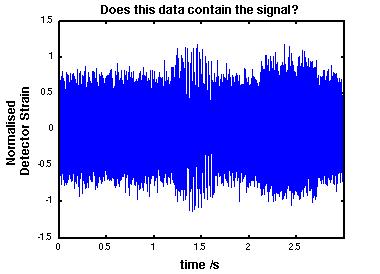 Does this data contain the signal?
1.5
1
0.5
0
-0.5
-1
-1.5
Normalised
Detector Strain
0 0.5 1 1.5 2 2.5
time /s